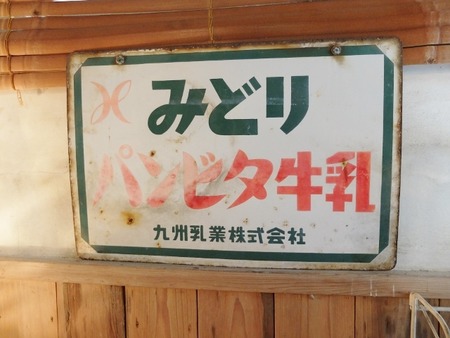 みどり
パンビタ牛乳
九州乳業株式会社